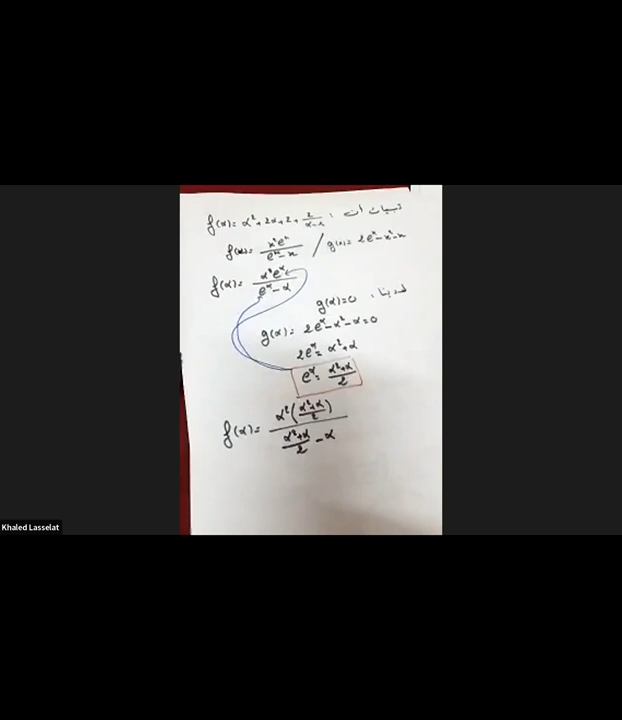 f(α) = α² + 2α + 2 + 2/(α-1) : تبيان أن
f(x) = x²eˣ/(eˣ - x) / g(x) = 2eˣ - x² - x
f(α) = α²e^α/(e^α - α)
لدينا : g(α) = 0
g(α) = 2e^α - α² - α = 0
2e^α = α² + α
e^α = (α²+α)/2
f(α) = α²((α²+α)/2)/((α²+α)/2 - α)
Khaled Lasselat